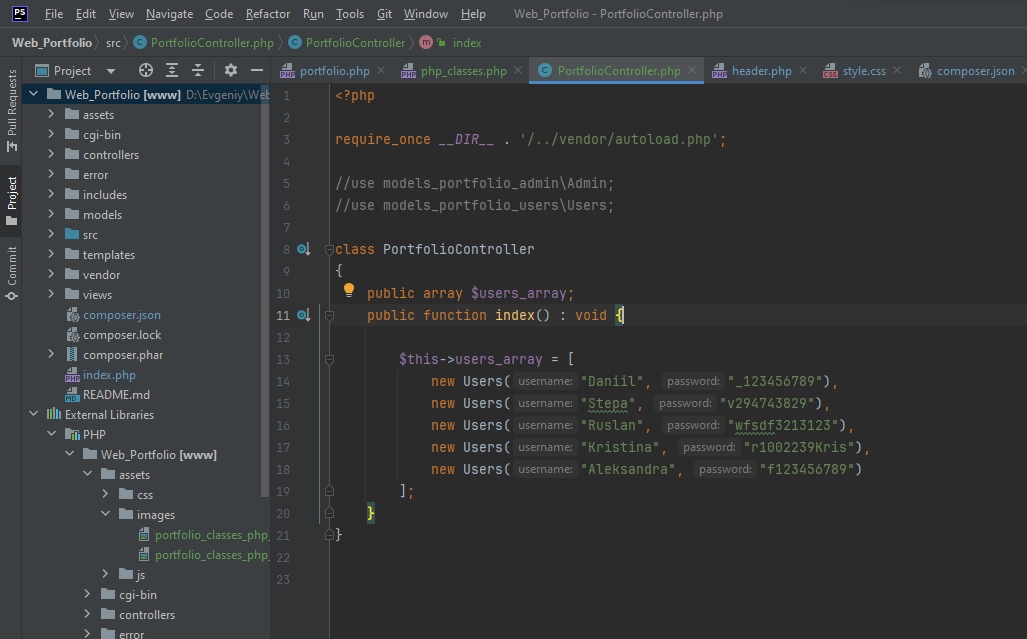 PS File Edit View Navigate Code Refactor Run Tools Git Window Help Web_Portfolio - PortfolioController.php
Web_Portfolio src C PortfolioController.php C PortfolioController m index
Project
portfolio.php
php_classes.php
C PortfolioController.php
header.php
style.css
composer.json
Pull Requests
Project
Commit
Web_Portfolio [www] D:\Evgeniy\Web
assets
cgi-bin
controllers
error
includes
models
src
templates
vendor
views
composer.json
composer.lock
composer.phar
index.php
README.md
External Libraries
PHP
Web_Portfolio [www]
assets
css
images
portfolio_classes_php_
portfolio_classes_php_
js
cgi-bin
controllers
error
1 <?php
2
3 require_once __DIR__ . '/../vendor/autoload.php';
4
5 //use models_portfolio_admin\Admin;
6 //use models_portfolio_users\Users;
7
8 class PortfolioController
9 {
10 public array $users_array;
11 public function index() : void {
12
13 $this->users_array = [
14 new Users( username: "Daniil", password: "_123456789"),
15 new Users( username: "Stepa", password: "v294743829"),
16 new Users( username: "Ruslan", password: "wfsdf3213123"),
17 new Users( username: "Kristina", password: "r1002239Kris"),
18 new Users( username: "Aleksandra", password: "f123456789")
19 ];
20 }
21 }
22
23